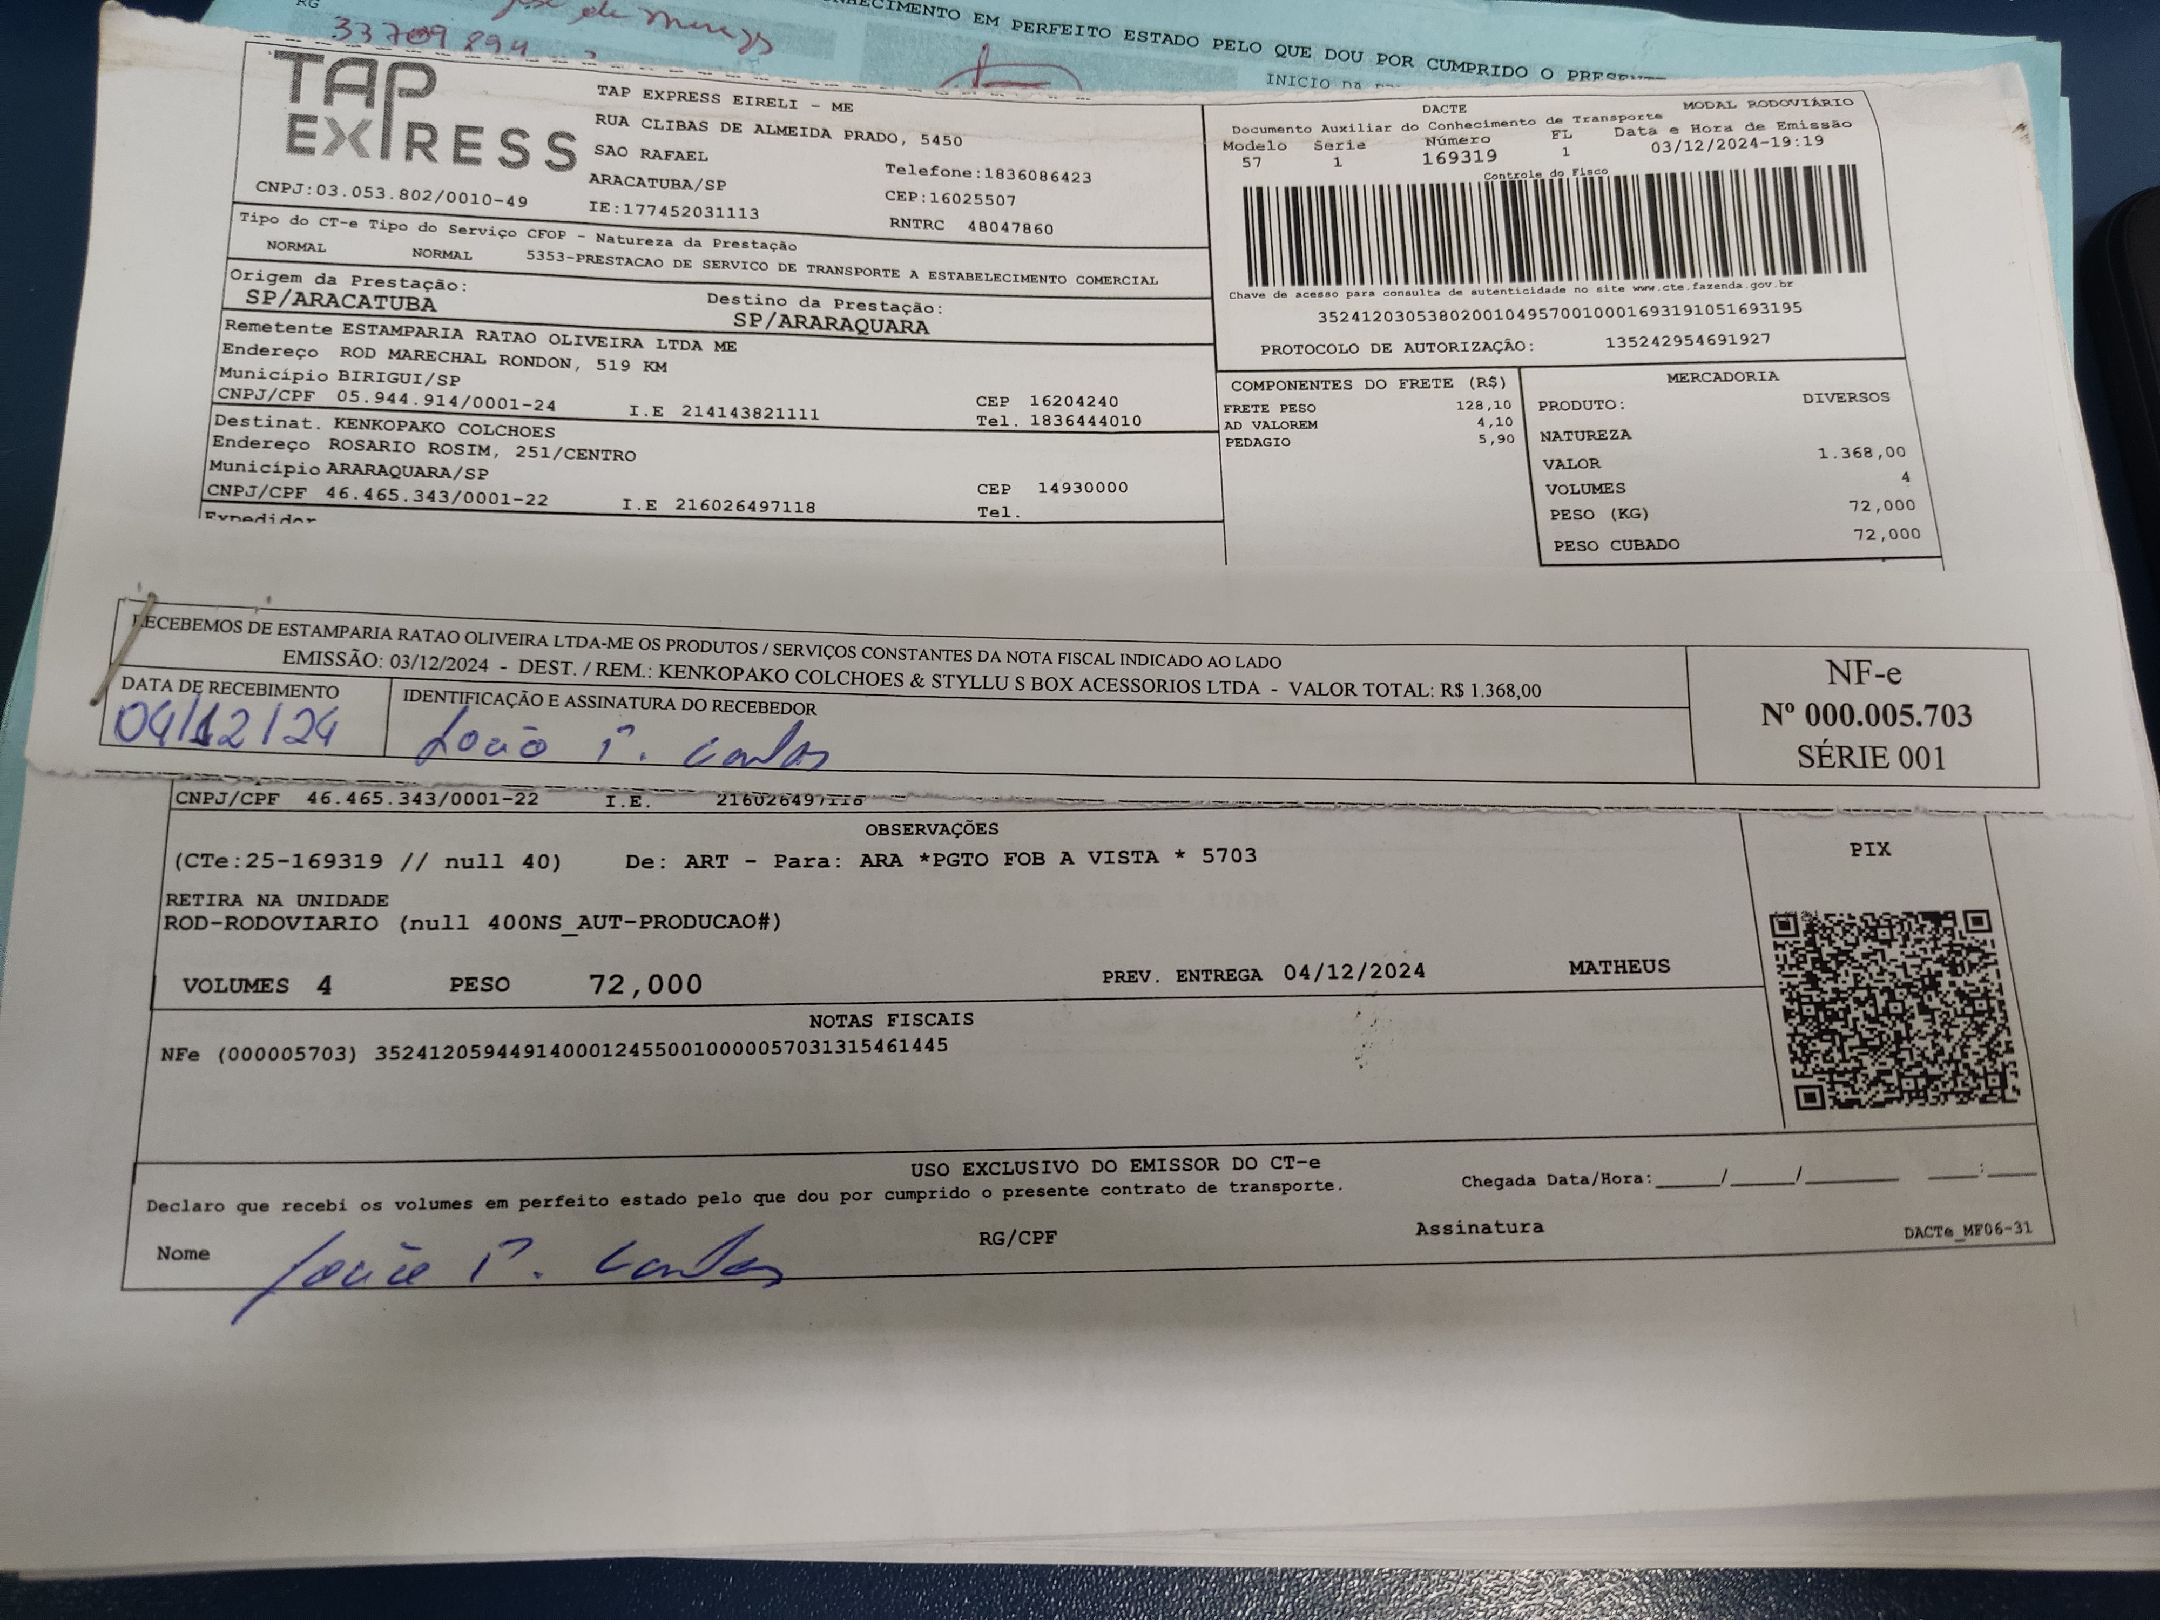 RG
33709894
CONHECIMENTO EM PERFEITO ESTADO PELO QUE DOU POR CUMPRIDO O
INICIO
TAP EXPRESS
TAP EXPRESS EIRELI - ME
RUA CLIBAS DE ALMEIDA PRADO, 5450
SAO RAFAEL
Telefone:1836086423
ARACATUBA/SP
CEP:16025507
CNPJ:03.053.802/0010-49
IE:177452031113
RNTRC 48047860
DACTE MODAL RODOVIÁRIO
Documento Auxiliar do Conhecimento de Transporte
Modelo Serie Número FL Data e Hora de Emissão
57 1 169319 1 03/12/2024-19:19
Controle do Fisco
Chave de acesso para consulta de autenticidade no site www.cte.fazenda.gov.br
35241203053802001049570010001693191051693195
PROTOCOLO DE AUTORIZAÇÃO: 135242954691927
Tipo do CT-e Tipo do Serviço CFOP - Natureza da Prestação
NORMAL NORMAL 5353-PRESTACAO DE SERVICO DE TRANSPORTE A ESTABELECIMENTO COMERCIAL
Origem da Prestação: Destino da Prestação:
SP/ARACATUBA SP/ARARAQUARA
Remetente ESTAMPARIA RATAO OLIVEIRA LTDA ME
Endereço ROD MARECHAL RONDON, 519 KM
Município BIRIGUI/SP CEP 16204240
CNPJ/CPF 05.944.914/0001-24 I.E 214143821111 Tel. 1836444010
Destinat. KENKOPAKO COLCHOES
Endereço ROSARIO ROSIM, 251/CENTRO
Município ARARAQUARA/SP CEP 14930000
CNPJ/CPF 46.465.343/0001-22 I.E 216026497118 Tel.
Expedidor
COMPONENTES DO FRETE (R$)
FRETE PESO 128,10
AD VALOREM 4,10
PEDAGIO 5,90
MERCADORIA
PRODUTO: DIVERSOS
NATUREZA
VALOR 1.368,00
VOLUMES 4
PESO (KG) 72,000
PESO CUBADO 72,000
RECEBEMOS DE ESTAMPARIA RATAO OLIVEIRA LTDA-ME OS PRODUTOS / SERVIÇOS CONSTANTES DA NOTA FISCAL INDICADO AO LADO
EMISSÃO: 03/12/2024 - DEST. / REM.: KENKOPAKO COLCHOES & STYLLU S BOX ACESSORIOS LTDA - VALOR TOTAL: R$ 1.368,00
DATA DE RECEBIMENTO IDENTIFICAÇÃO E ASSINATURA DO RECEBEDOR
04/12/24
NF-e
Nº 000.005.703
SÉRIE 001
CNPJ/CPF 46.465.343/0001-22 I.E. 216026497118
OBSERVAÇÕES
(CTe:25-169319 // null 40) De: ART - Para: ARA *PGTO FOB A VISTA * 5703
PIX
RETIRA NA UNIDADE
ROD-RODOVIARIO (null 400NS_AUT-PRODUCAO#)
VOLUMES 4 PESO 72,000 PREV. ENTREGA 04/12/2024 MATHEUS
NOTAS FISCAIS
NFe (000005703) 35241205944914000124550010000057031315461445
USO EXCLUSIVO DO EMISSOR DO CT-e
Declaro que recebi os volumes em perfeito estado pelo que dou por cumprido o presente contrato de transporte. Chegada Data/Hora:_____/_____/_______ ____:____
Nome RG/CPF Assinatura DACTe_MF06-31